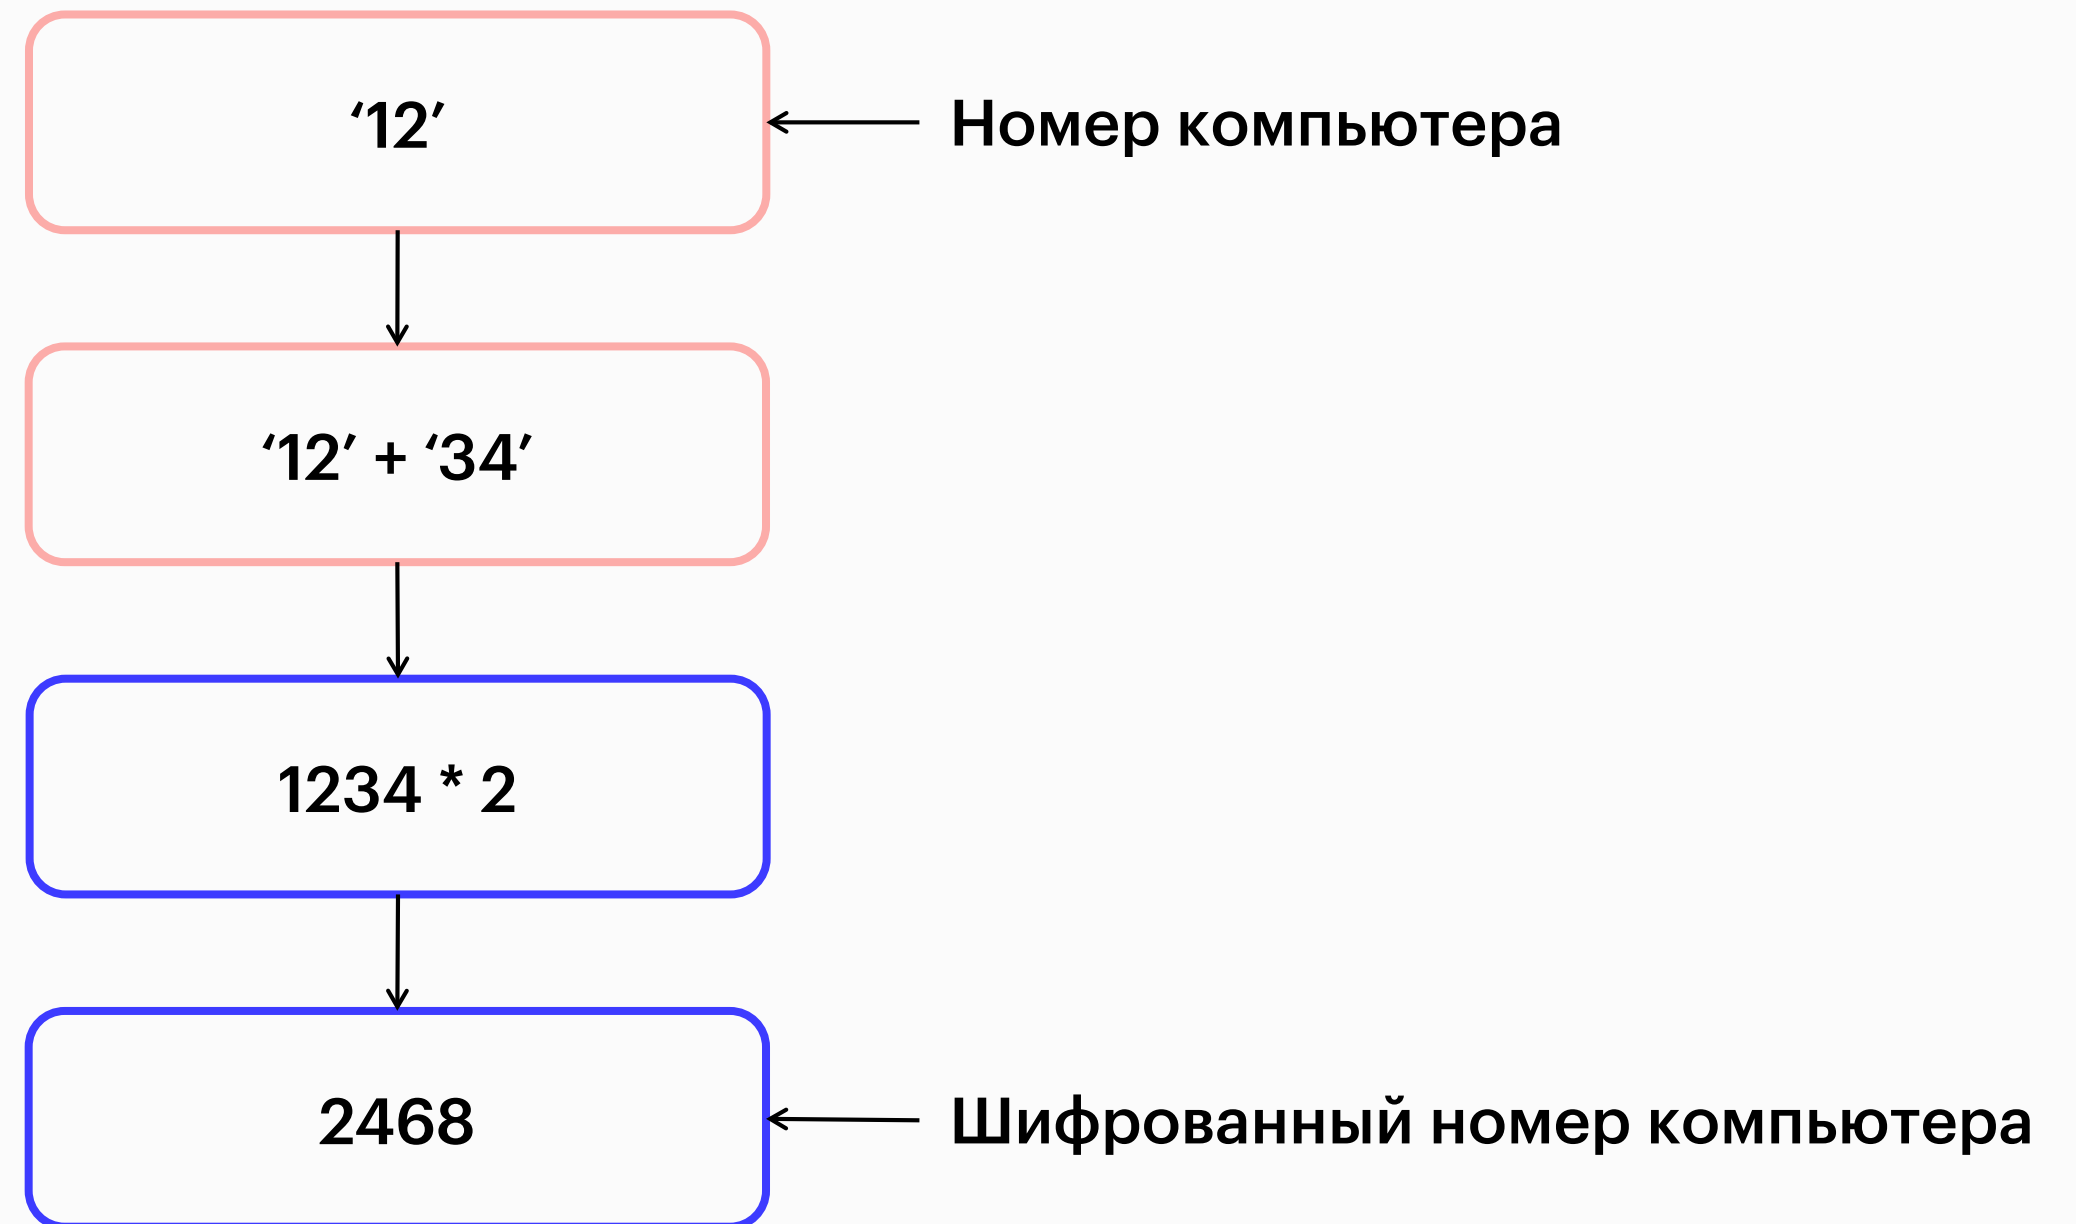 ‘12’
Номер компьютера
‘12’ + ‘34’
1234 * 2
2468
Шифрованный номер компьютера